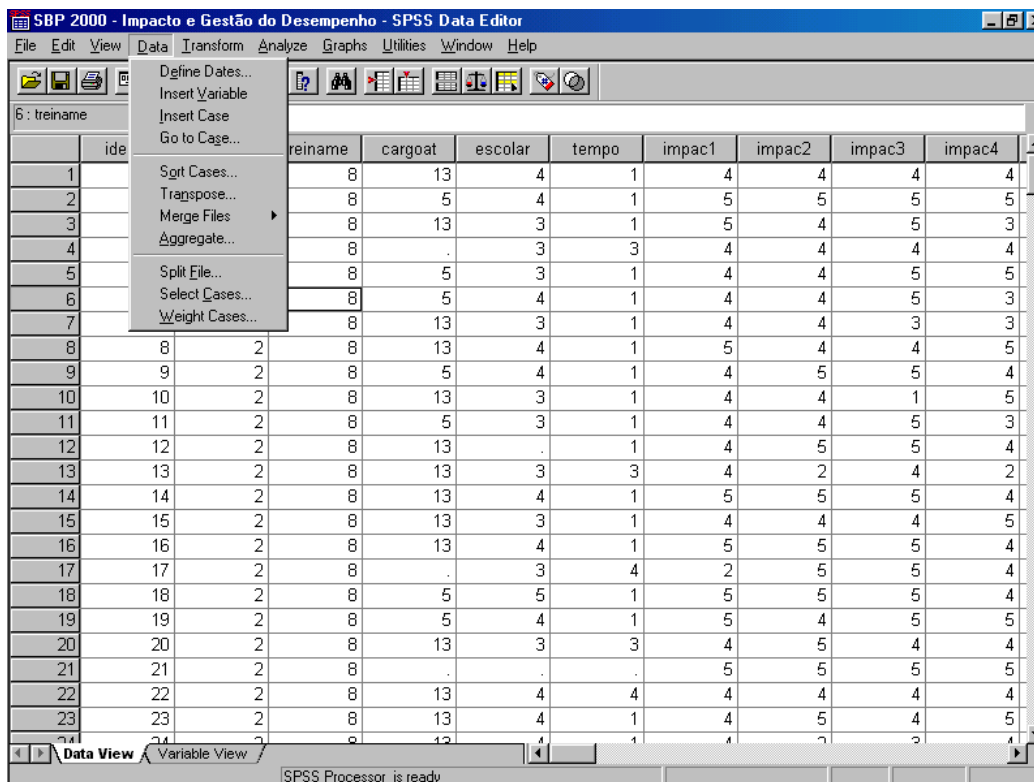 SBP 2000 - Impacto e Gestão do Desempenho - SPSS Data Editor
File Edit View Data Transform Analyze Graphs Utilities Window Help
Define Dates...
Insert Variable
Insert Case
Go to Case...
Sort Cases...
Transpose...
Merge Files
Aggregate...
Split File...
Select Cases...
Weight Cases...
6 : treiname
ide reiname cargoat escolar tempo impac1 impac2 impac3 impac4
1 8 13 4 1 4 4 4 4
2 8 5 4 1 5 5 5 5
3 8 13 3 1 5 4 5 3
4 8 . 3 3 4 4 4 4
5 8 5 3 1 4 4 5 5
6 8 5 4 1 4 4 5 3
7 8 13 3 1 4 4 3 3
8 8 2 8 13 4 1 5 4 4 5
9 9 2 8 5 4 1 4 5 5 4
10 10 2 8 13 3 1 4 4 1 5
11 11 2 8 5 3 1 4 4 5 3
12 12 2 8 13 . 1 4 5 5 4
13 13 2 8 13 3 3 4 2 4 2
14 14 2 8 13 4 1 5 5 5 4
15 15 2 8 13 3 1 4 4 4 5
16 16 2 8 13 4 1 5 5 5 4
17 17 2 8 . 3 4 2 5 5 4
18 18 2 8 5 5 1 5 5 5 4
19 19 2 8 5 4 1 5 4 5 5
20 20 2 8 13 3 3 4 5 4 4
21 21 2 8 . . . 5 5 5 5
22 22 2 8 13 4 4 4 4 4 4
23 23 2 8 13 4 1 4 5 4 5
Data View Variable View
SPSS Processor is ready